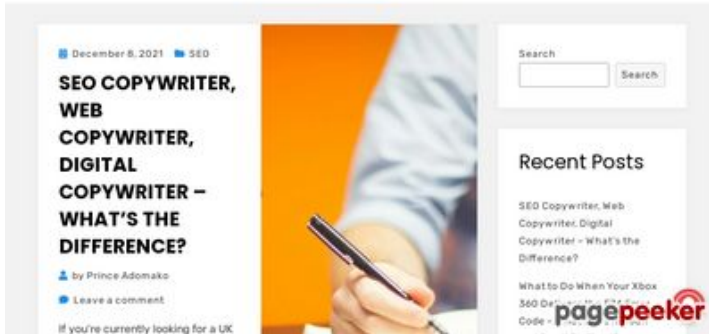 December 8, 2021 SEO
SEO COPYWRITER,
WEB
COPYWRITER,
DIGITAL
COPYWRITER –
WHAT'S THE
DIFFERENCE?
by Prince Adomako
Leave a comment
If you're currently looking for a UK
Search
Search
Recent Posts
SEO Copywriter, Web
Copywriter, Digital
Copywriter – What's the
Difference?
What to Do When Your Xbox
360
Code
pagepeeker